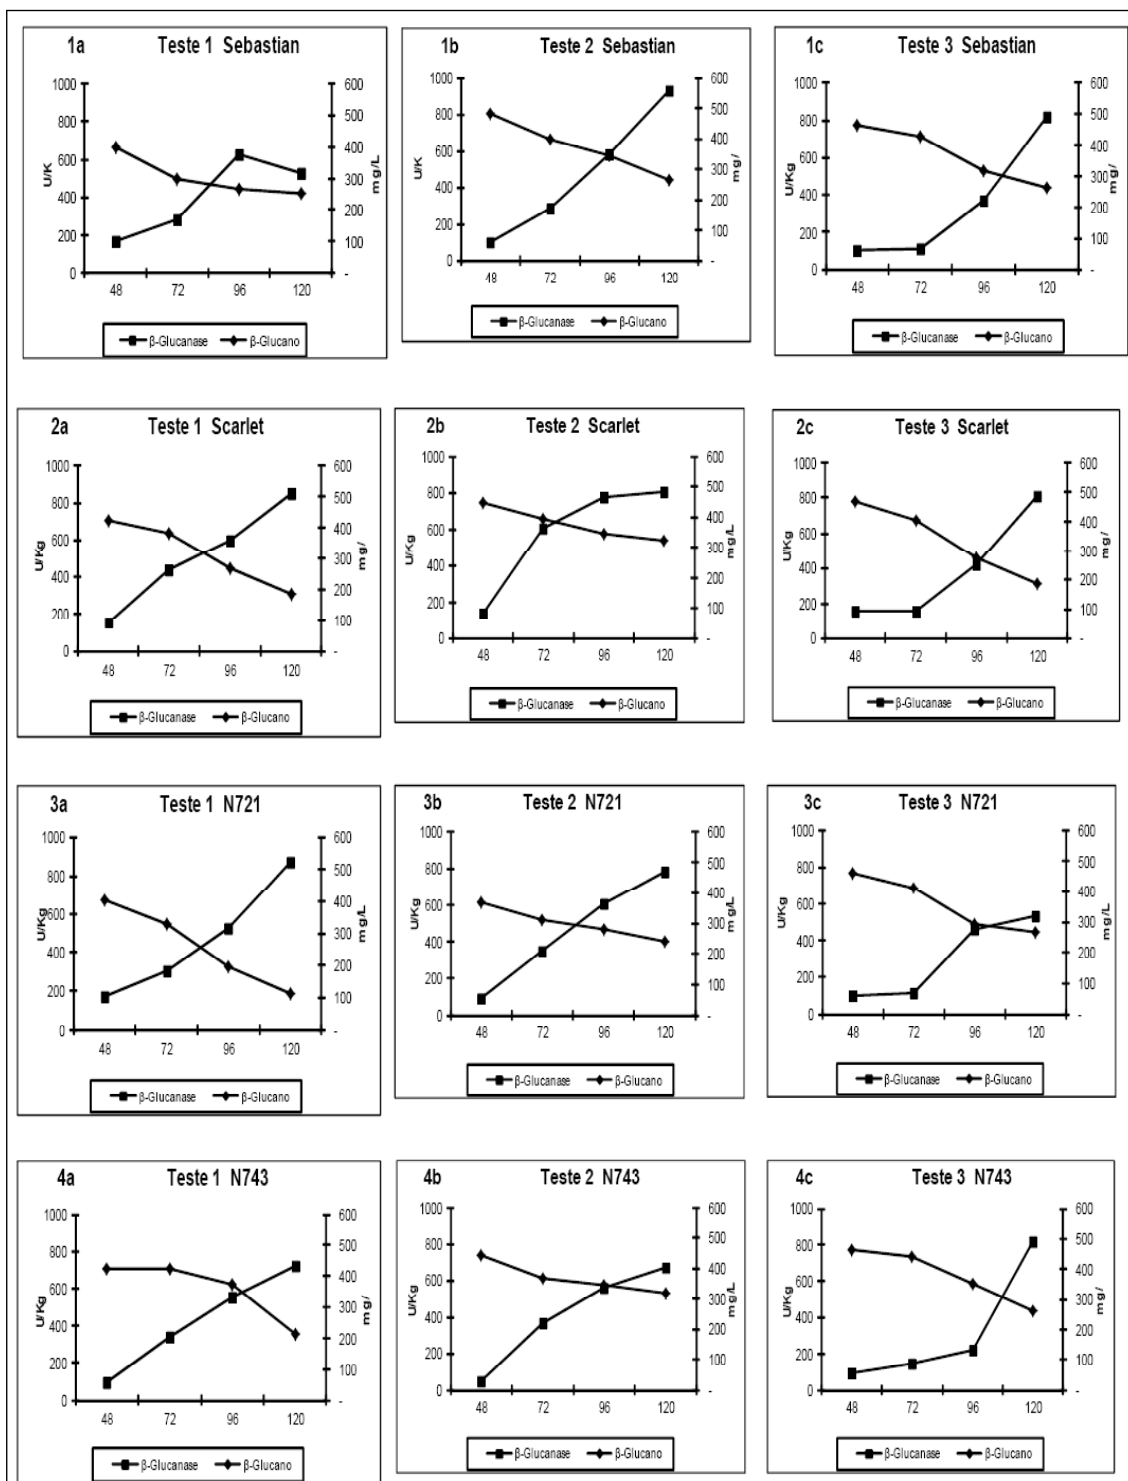 1a Teste 1 Sebastian
1000
800
600
400
200
0
U/K
600
500
400
300
200
100
-
mg/L
48 72 96 120
β-Glucanase β-Glucano
1b Teste 2 Sebastian
1000
800
600
400
200
0
U/K
600
500
400
300
200
100
-
mg/
48 72 96 120
β-Glucanase β-Glucano
1c Teste 3 Sebastian
1000
800
600
400
200
0
U/Kg
600
500
400
300
200
100
-
mg/
48 72 96 120
β-Glucanase β-Glucano
2a Teste 1 Scarlet
1000
800
600
400
200
0
U/Kg
600
500
400
300
200
100
-
mg/
48 72 96 120
β-Glucanase β-Glucano
2b Teste 2 Scarlet
1000
800
600
400
200
0
U/Kg
600
500
400
300
200
100
-
mg/L
48 72 96 120
β-Glucanase β-Glucano
2c Teste 3 Scarlet
1000
800
600
400
200
0
U/Kg
600
500
400
300
200
100
-
mg/
48 72 96 120
β-Glucanase β-Glucano
3a Teste 1 N721
1000
800
600
400
200
0
U/Kg
600
500
400
300
200
100
-
mg/L
48 72 96 120
β-Glucanase β-Glucano
3b Teste 2 N721
1000
800
600
400
200
0
U/Kg
600
500
400
300
200
100
-
mg/L
48 72 96 120
β-Glucanase β-Glucano
3c Teste 3 N721
1000
800
600
400
200
0
U/Kg
600
500
400
300
200
100
-
mg/
48 72 96 120
β-Glucanase β-Glucano
4a Teste 1 N743
1000
800
600
400
200
0
U/Kg
600
500
400
300
200
100
-
mg/
48 72 96 120
β-Glucanase β-Glucano
4b Teste 2 N743
1000
800
600
400
200
0
U/Kg
600
500
400
300
200
100
-
mg/L
48 72 96 120
β-Glucanase β-Glucano
4c Teste 3 N743
1000
800
600
400
200
0
U/Kg
600
500
400
300
200
100
-
mg/
48 72 96 120
β-Glucanase β-Glucano